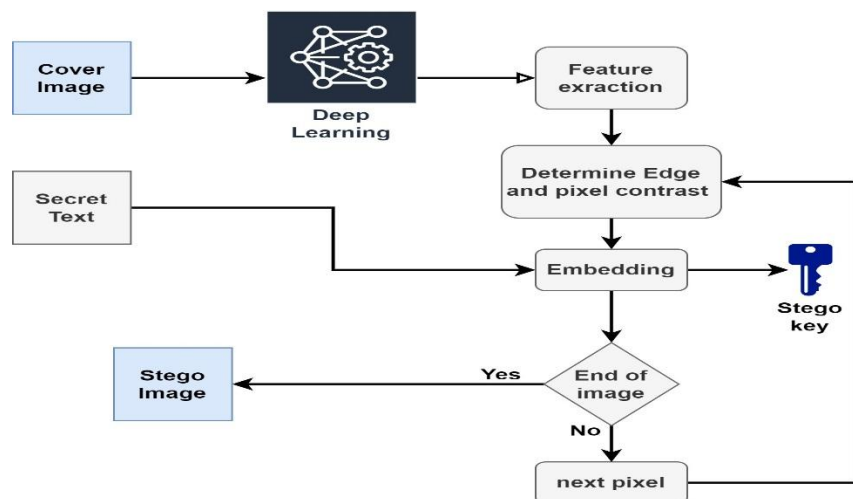 Cover
Image
Deep
Learning
Feature
exraction
Determine Edge
and pixel contrast
Secret
Text
Embedding
Stego
key
Stego
Image
Yes
End of
image
No
next pixel